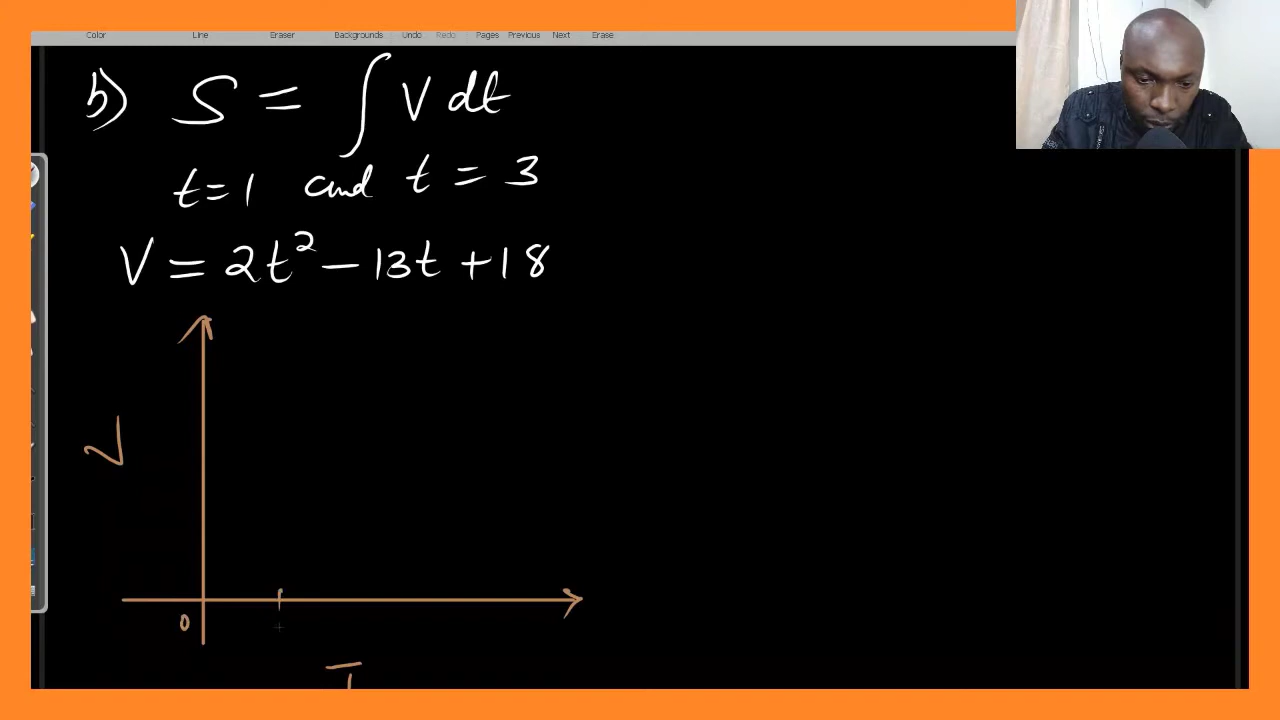 Color Line Eraser Backgrounds Undo Redo Pages Previous Next Erase
b) S = ∫ V dt
t=1 and t = 3
V = 2t² − 13t + 18
V
0
T